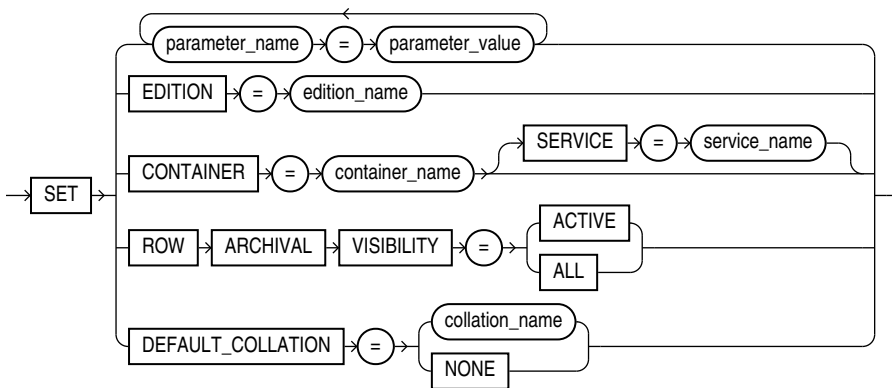 parameter_name = parameter_value
EDITION = edition_name
SERVICE = service_name
CONTAINER = container_name
SET
ROW ARCHIVAL VISIBILITY = ACTIVE
ALL
collation_name
DEFAULT_COLLATION =
NONE